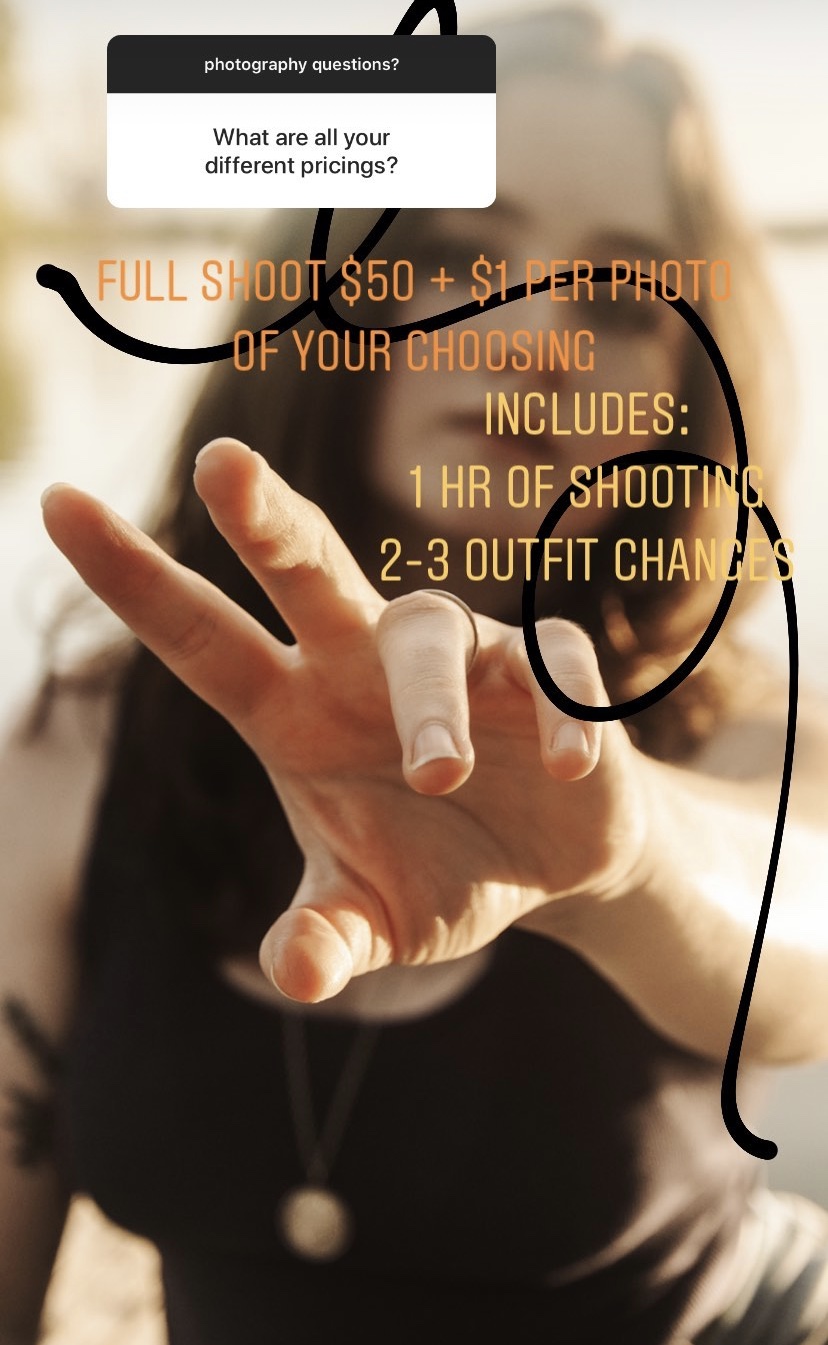 photography questions?
What are all your
different pricings?
FULL SHOOT $50 + $1 PER PHOTO
OF YOUR CHOOSING
INCLUDES:
1 HR OF SHOOTING
2-3 OUTFIT CHANGES